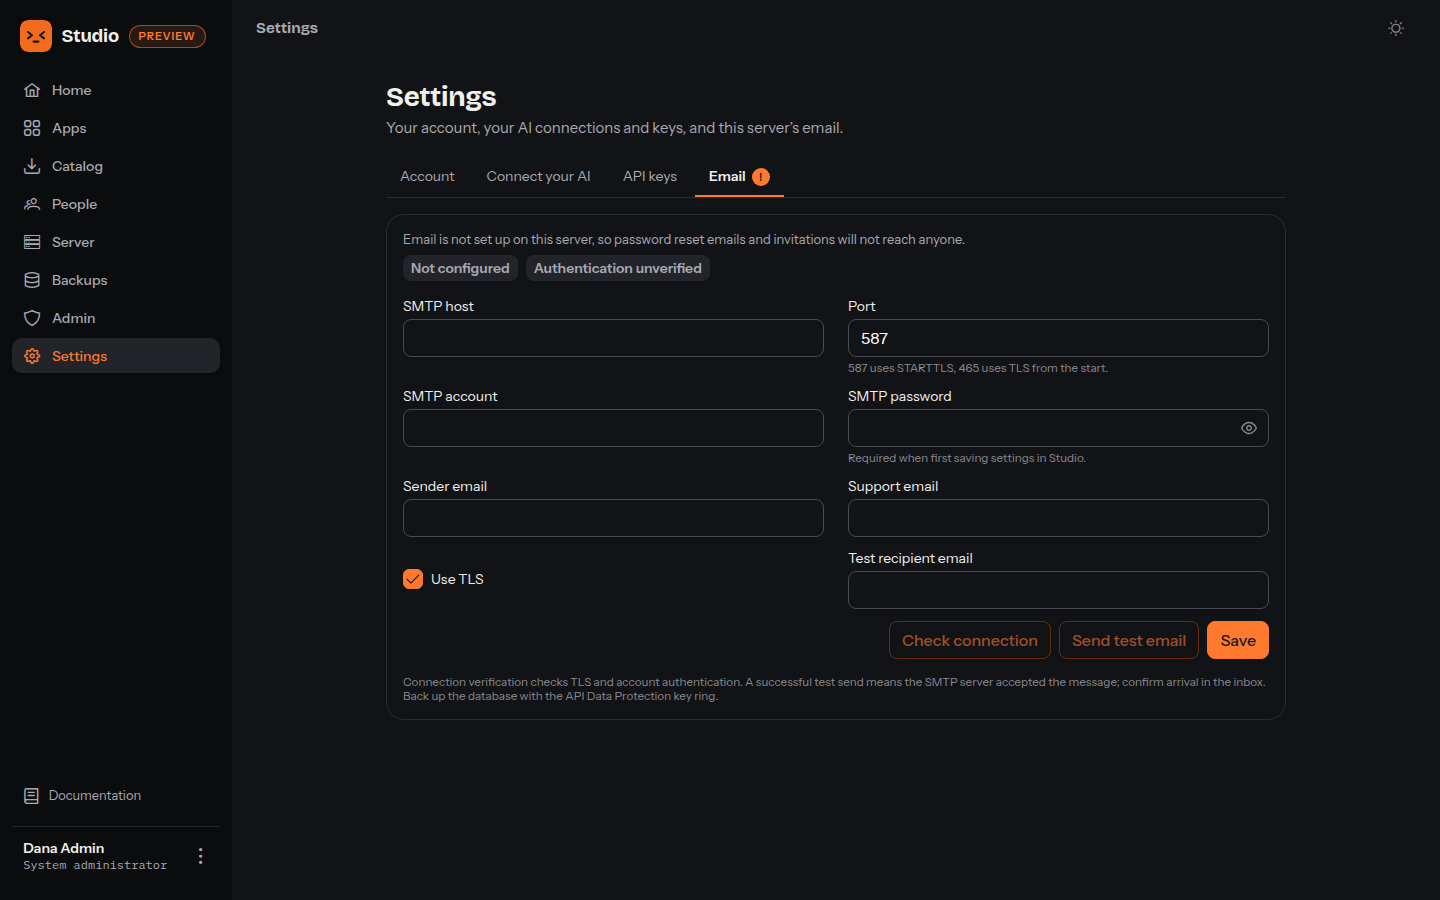 Studio PREVIEW
Settings
Home
Apps
Catalog
People
Server
Backups
Admin
Settings
Documentation
Dana Admin
System administrator
Settings
Your account, your AI connections and keys, and this server's email.
Account Connect your AI API keys Email !
Email is not set up on this server, so password reset emails and invitations will not reach anyone.
Not configured Authentication unverified
SMTP host
Port
587
587 uses STARTTLS, 465 uses TLS from the start.
SMTP account
SMTP password
Required when first saving settings in Studio.
Sender email
Support email
Use TLS
Test recipient email
Check connection Send test email Save
Connection verification checks TLS and account authentication. A successful test send means the SMTP server accepted the message; confirm arrival in the inbox.
Back up the database with the API Data Protection key ring.